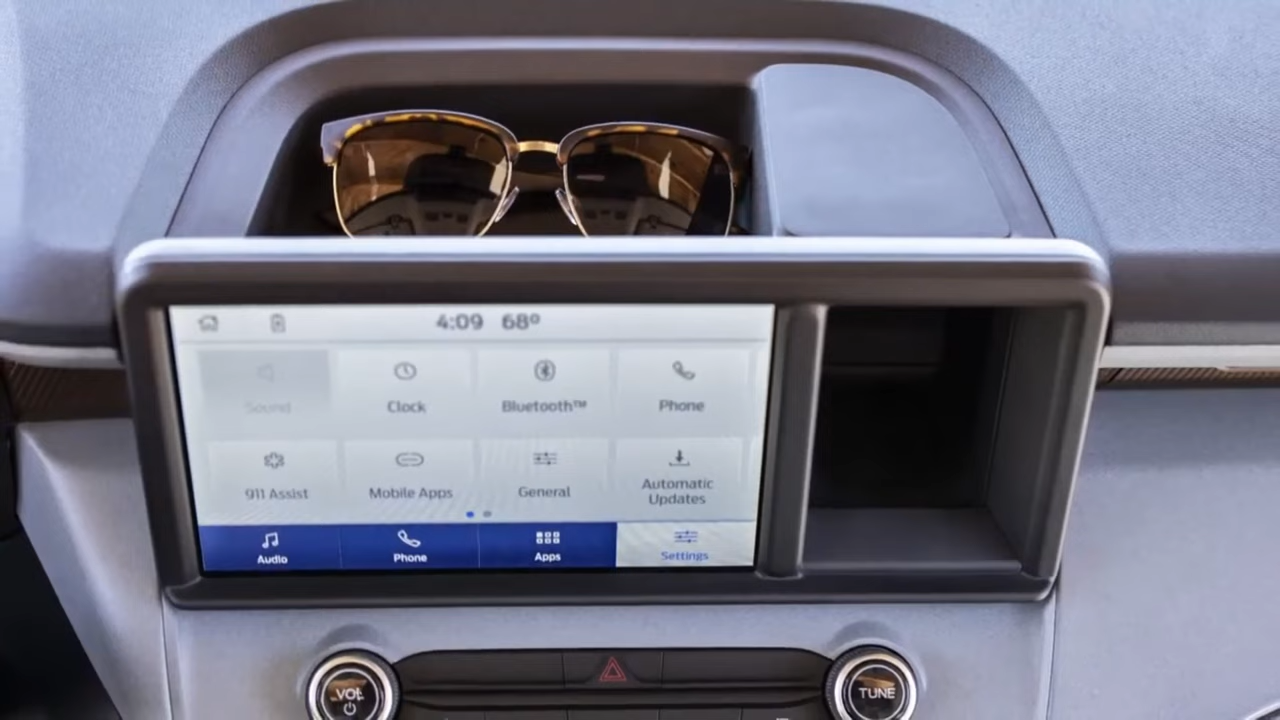 4:09 68°
Sound
Clock
Bluetooth™
Phone
911 Assist
Mobile Apps
General
Automatic
Updates
Audio
Phone
Apps
Settings
VOL
TUNE